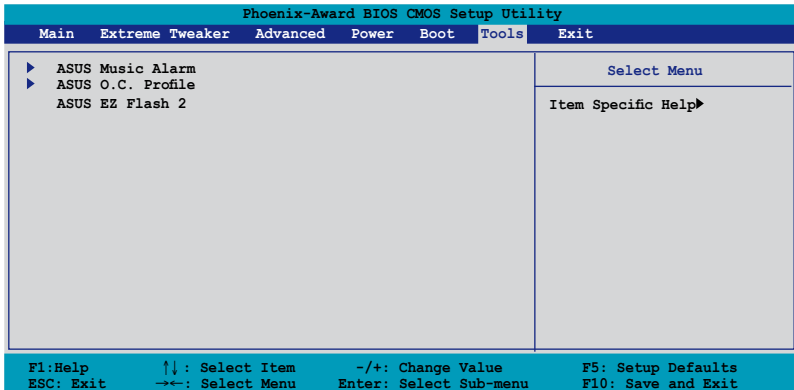 Phoenix-Award BIOS CMOS Setup Utility
Main Extreme Tweaker Advanced Power Boot Tools Exit
ASUS Music Alarm
ASUS O.C. Profile
ASUS EZ Flash 2
Select Menu
Item Specific Help▶
F1:Help ↑↓ : Select Item -/+: Change Value F5: Setup Defaults
ESC: Exit →←: Select Menu Enter: Select Sub-menu F10: Save and Exit